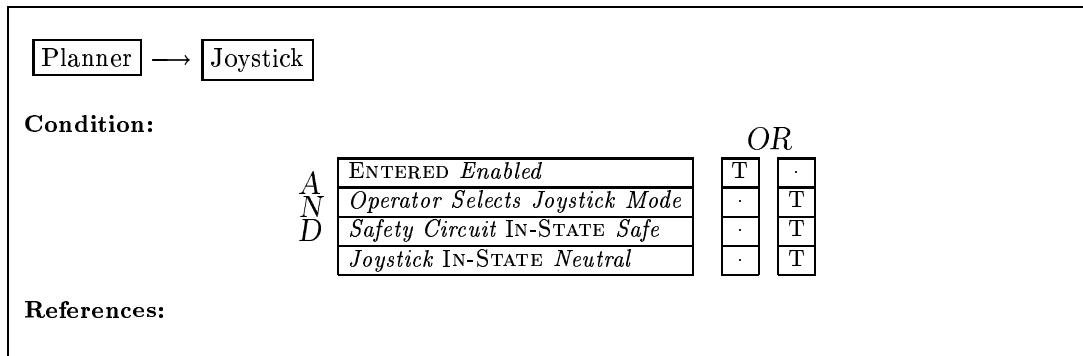 Planner → Joystick
Condition:
OR
A ENTERED Enabled T ·
N Operator Selects Joystick Mode · T
D Safety Circuit IN-STATE Safe · T
Joystick IN-STATE Neutral · T
References: